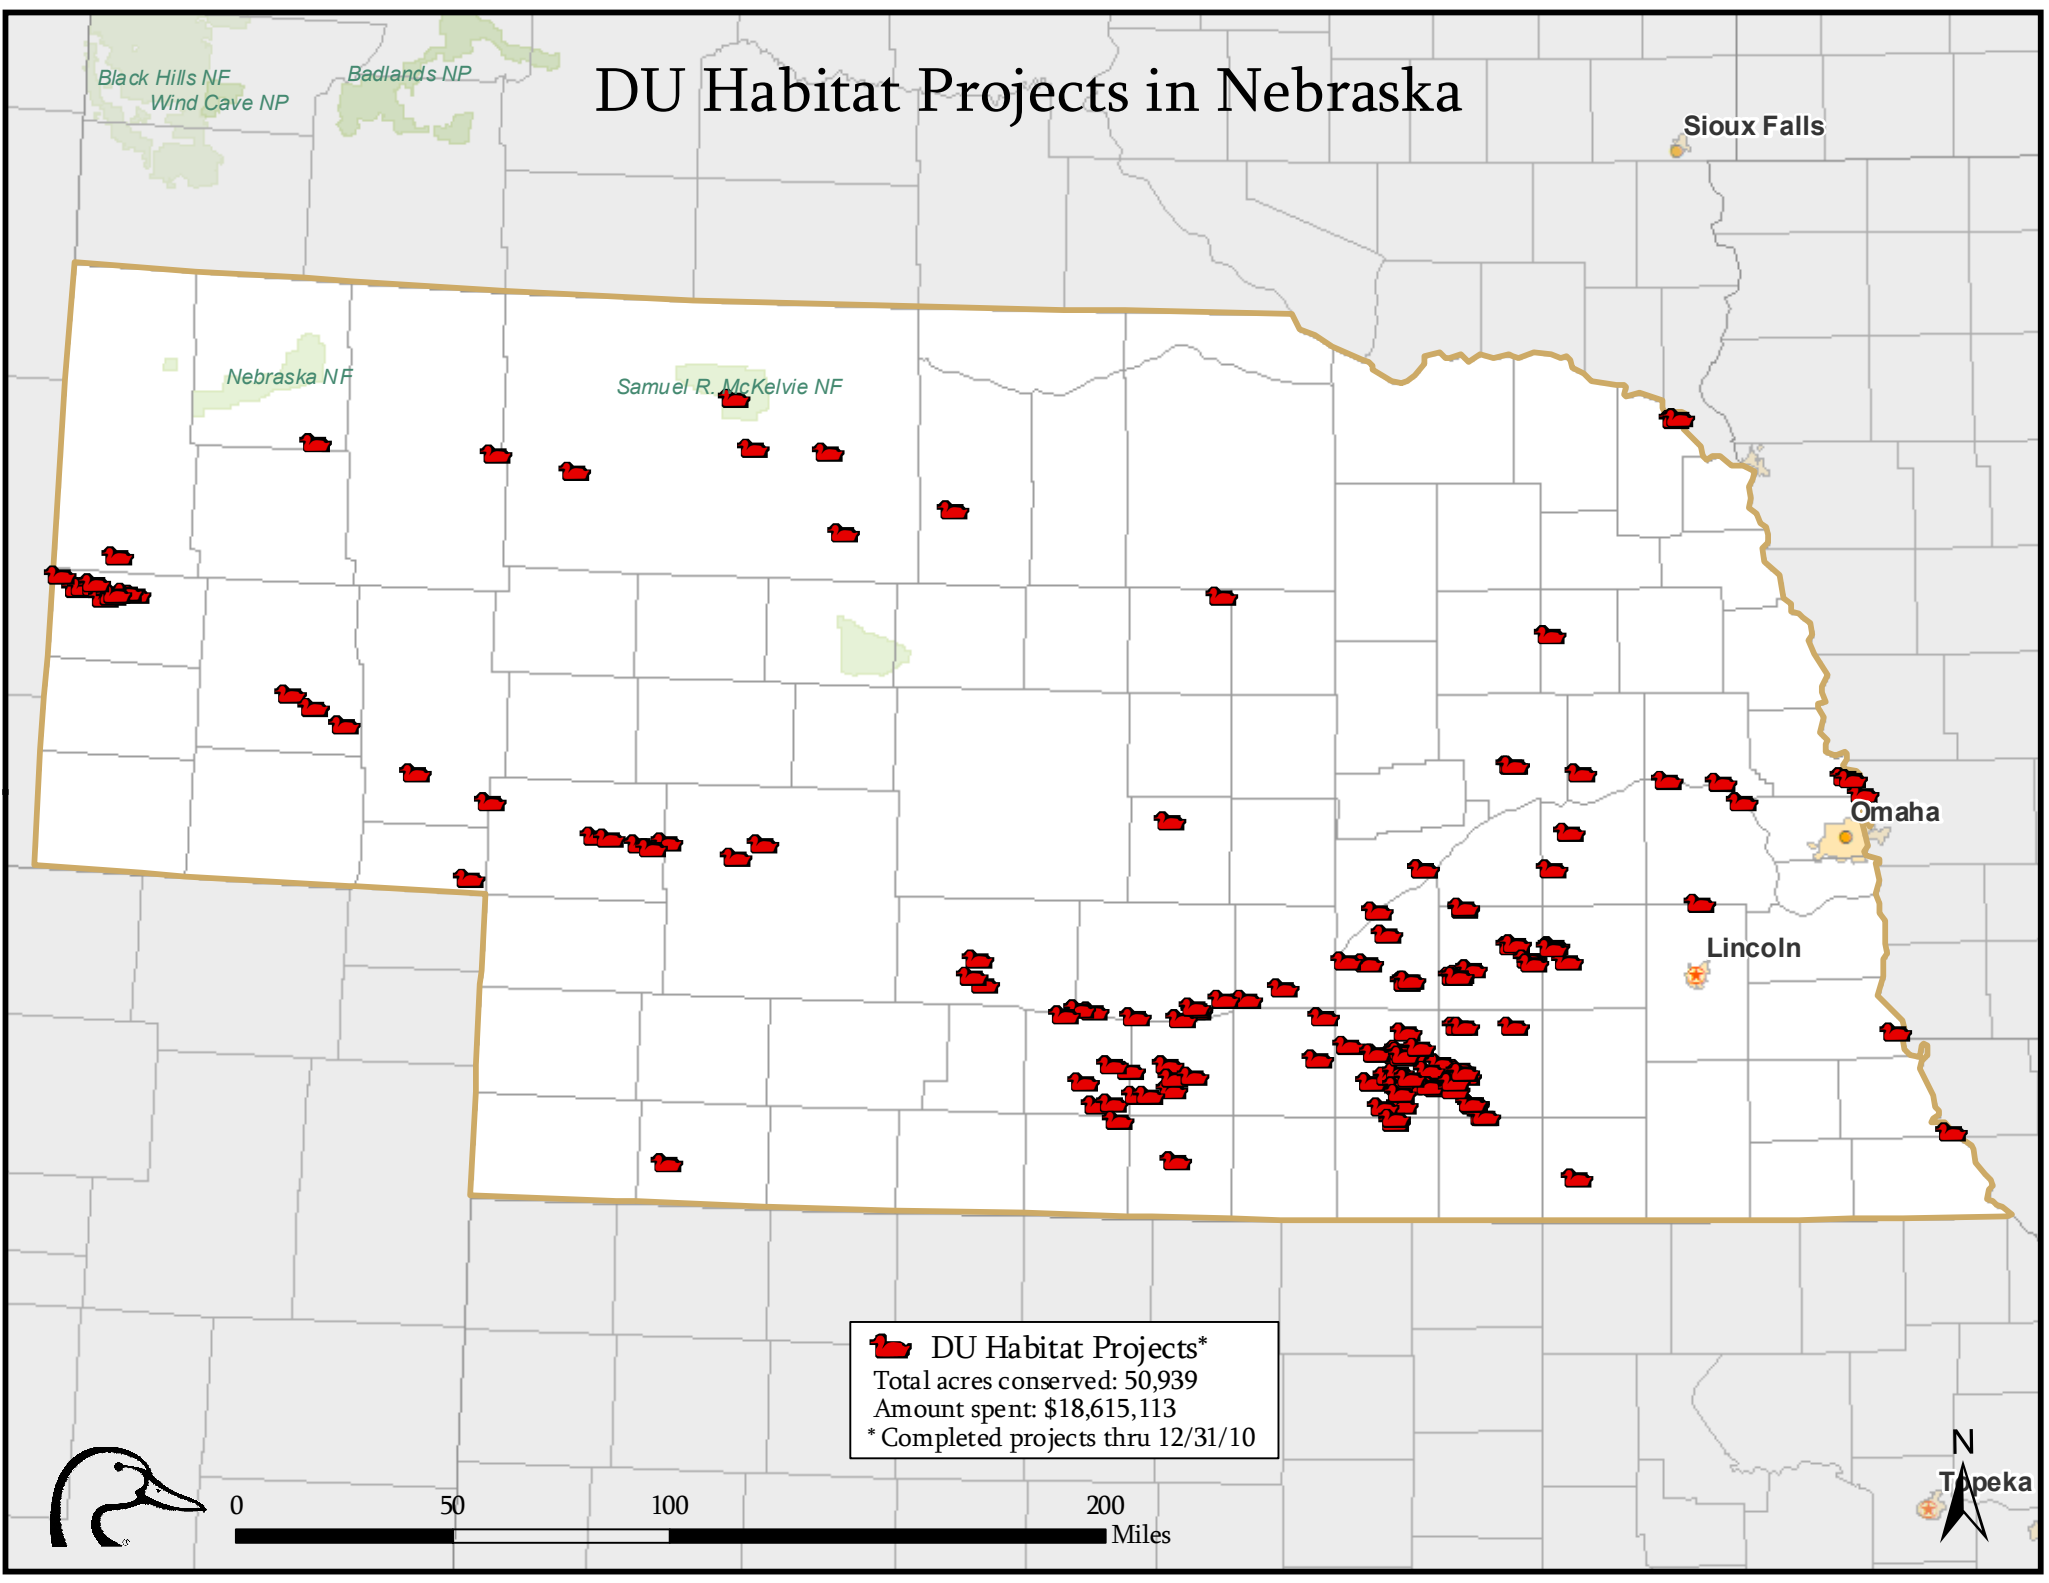 DU Habitat Projects in Nebraska
Black Hills NF
Wind Cave NP
Badlands NP
Sioux Falls
Nebraska NF
Samuel R. McKelvie NF
Omaha
Lincoln
DU Habitat Projects*
Total acres conserved: 50,939
Amount spent: $18,615,113
* Completed projects thru 12/31/10
N
Topeka
0 50 100 200
Miles
®